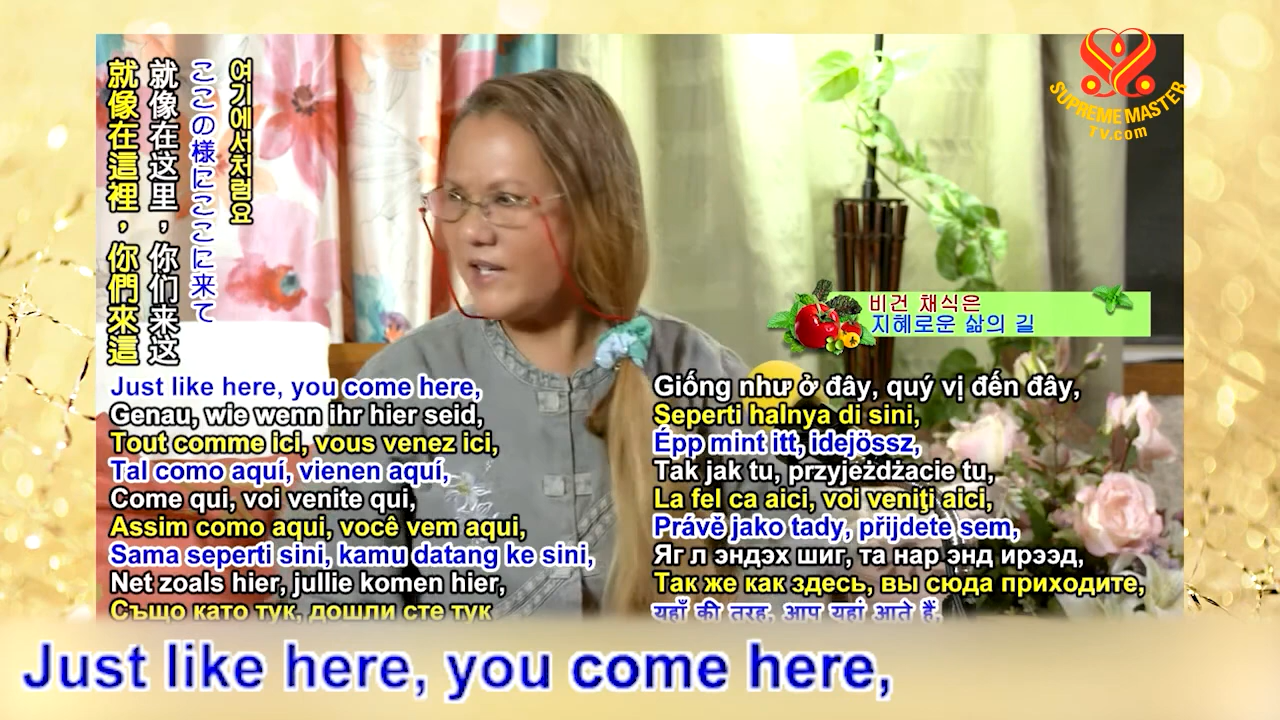 SUPREME MASTER
TV.com
여기에서처럼요
ここの様にここに来て
就像在这里，你们来这
就像在這裡，你們來這
비건 채식은
지혜로운 삶의 길
Just like here, you come here,
Genau, wie wenn ihr hier seid,
Tout comme ici, vous venez ici,
Tal como aquí, vienen aquí,
Come qui, voi venite qui,
Assim como aqui, você vem aqui,
Sama seperti sini, kamu datang ke sini,
Net zoals hier, jullie komen hier,
Също като тук, дошли сте тук
Giống như ở đây, quý vị đến đây,
Seperti halnya di sini,
Épp mint itt, idejössz,
Tak jak tu, przyjeżdżacie tu,
La fel ca aici, voi veniţi aici,
Právě jako tady, přijdete sem,
Яг л эндэх шиг, та нар энд ирээд,
Так же как здесь, вы сюда приходите,
यहाँ की तरह, आप यहां आते हैं,
Just like here, you come here,